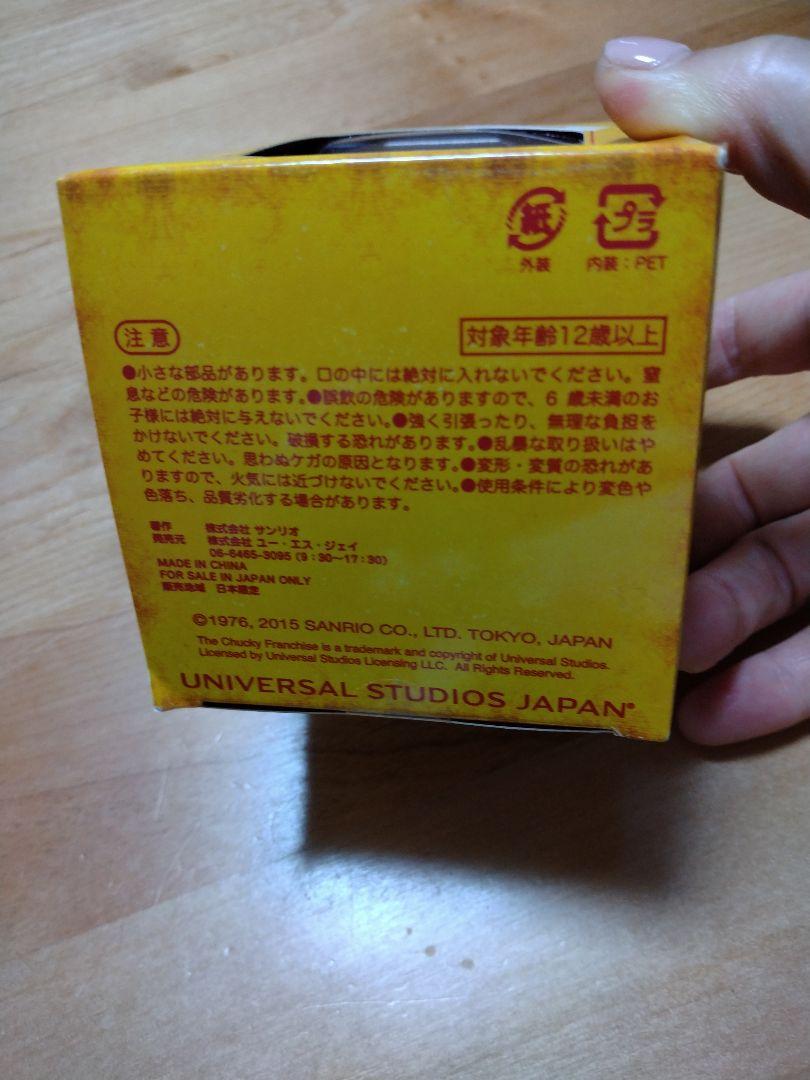 紙 プラ
外装 内装：PET
注意 対象年齢12歳以上
●小さな部品があります。口の中には絶対に入れないでください。窒
息などの危険があります。●誤飲の危険がありますので、6 歳未満のお
子様には絶対に与えないでください。●強く引張ったり、無理な負担を
かけないでください。破損する恐れがあります。●乱暴な取り扱いはや
めてください。思わぬケガの原因となります。●変形・変質の恐れがあ
りますので、火気には近づけないでください。●使用条件により変色や
色落ち、品質劣化する場合があります。
著作 株式会社 サンリオ
発売元 株式会社 ユー・エス・ジェイ
06-6465-3095（9：30～17：30）
MADE IN CHINA
FOR SALE IN JAPAN ONLY
販売地域 日本限定
©1976, 2015 SANRIO CO., LTD. TOKYO, JAPAN
The Chucky Franchise is a trademark and copyright of Universal Studios.
Licensed by Universal Studios Licensing LLC. All Rights Reserved.
UNIVERSAL STUDIOS JAPAN®